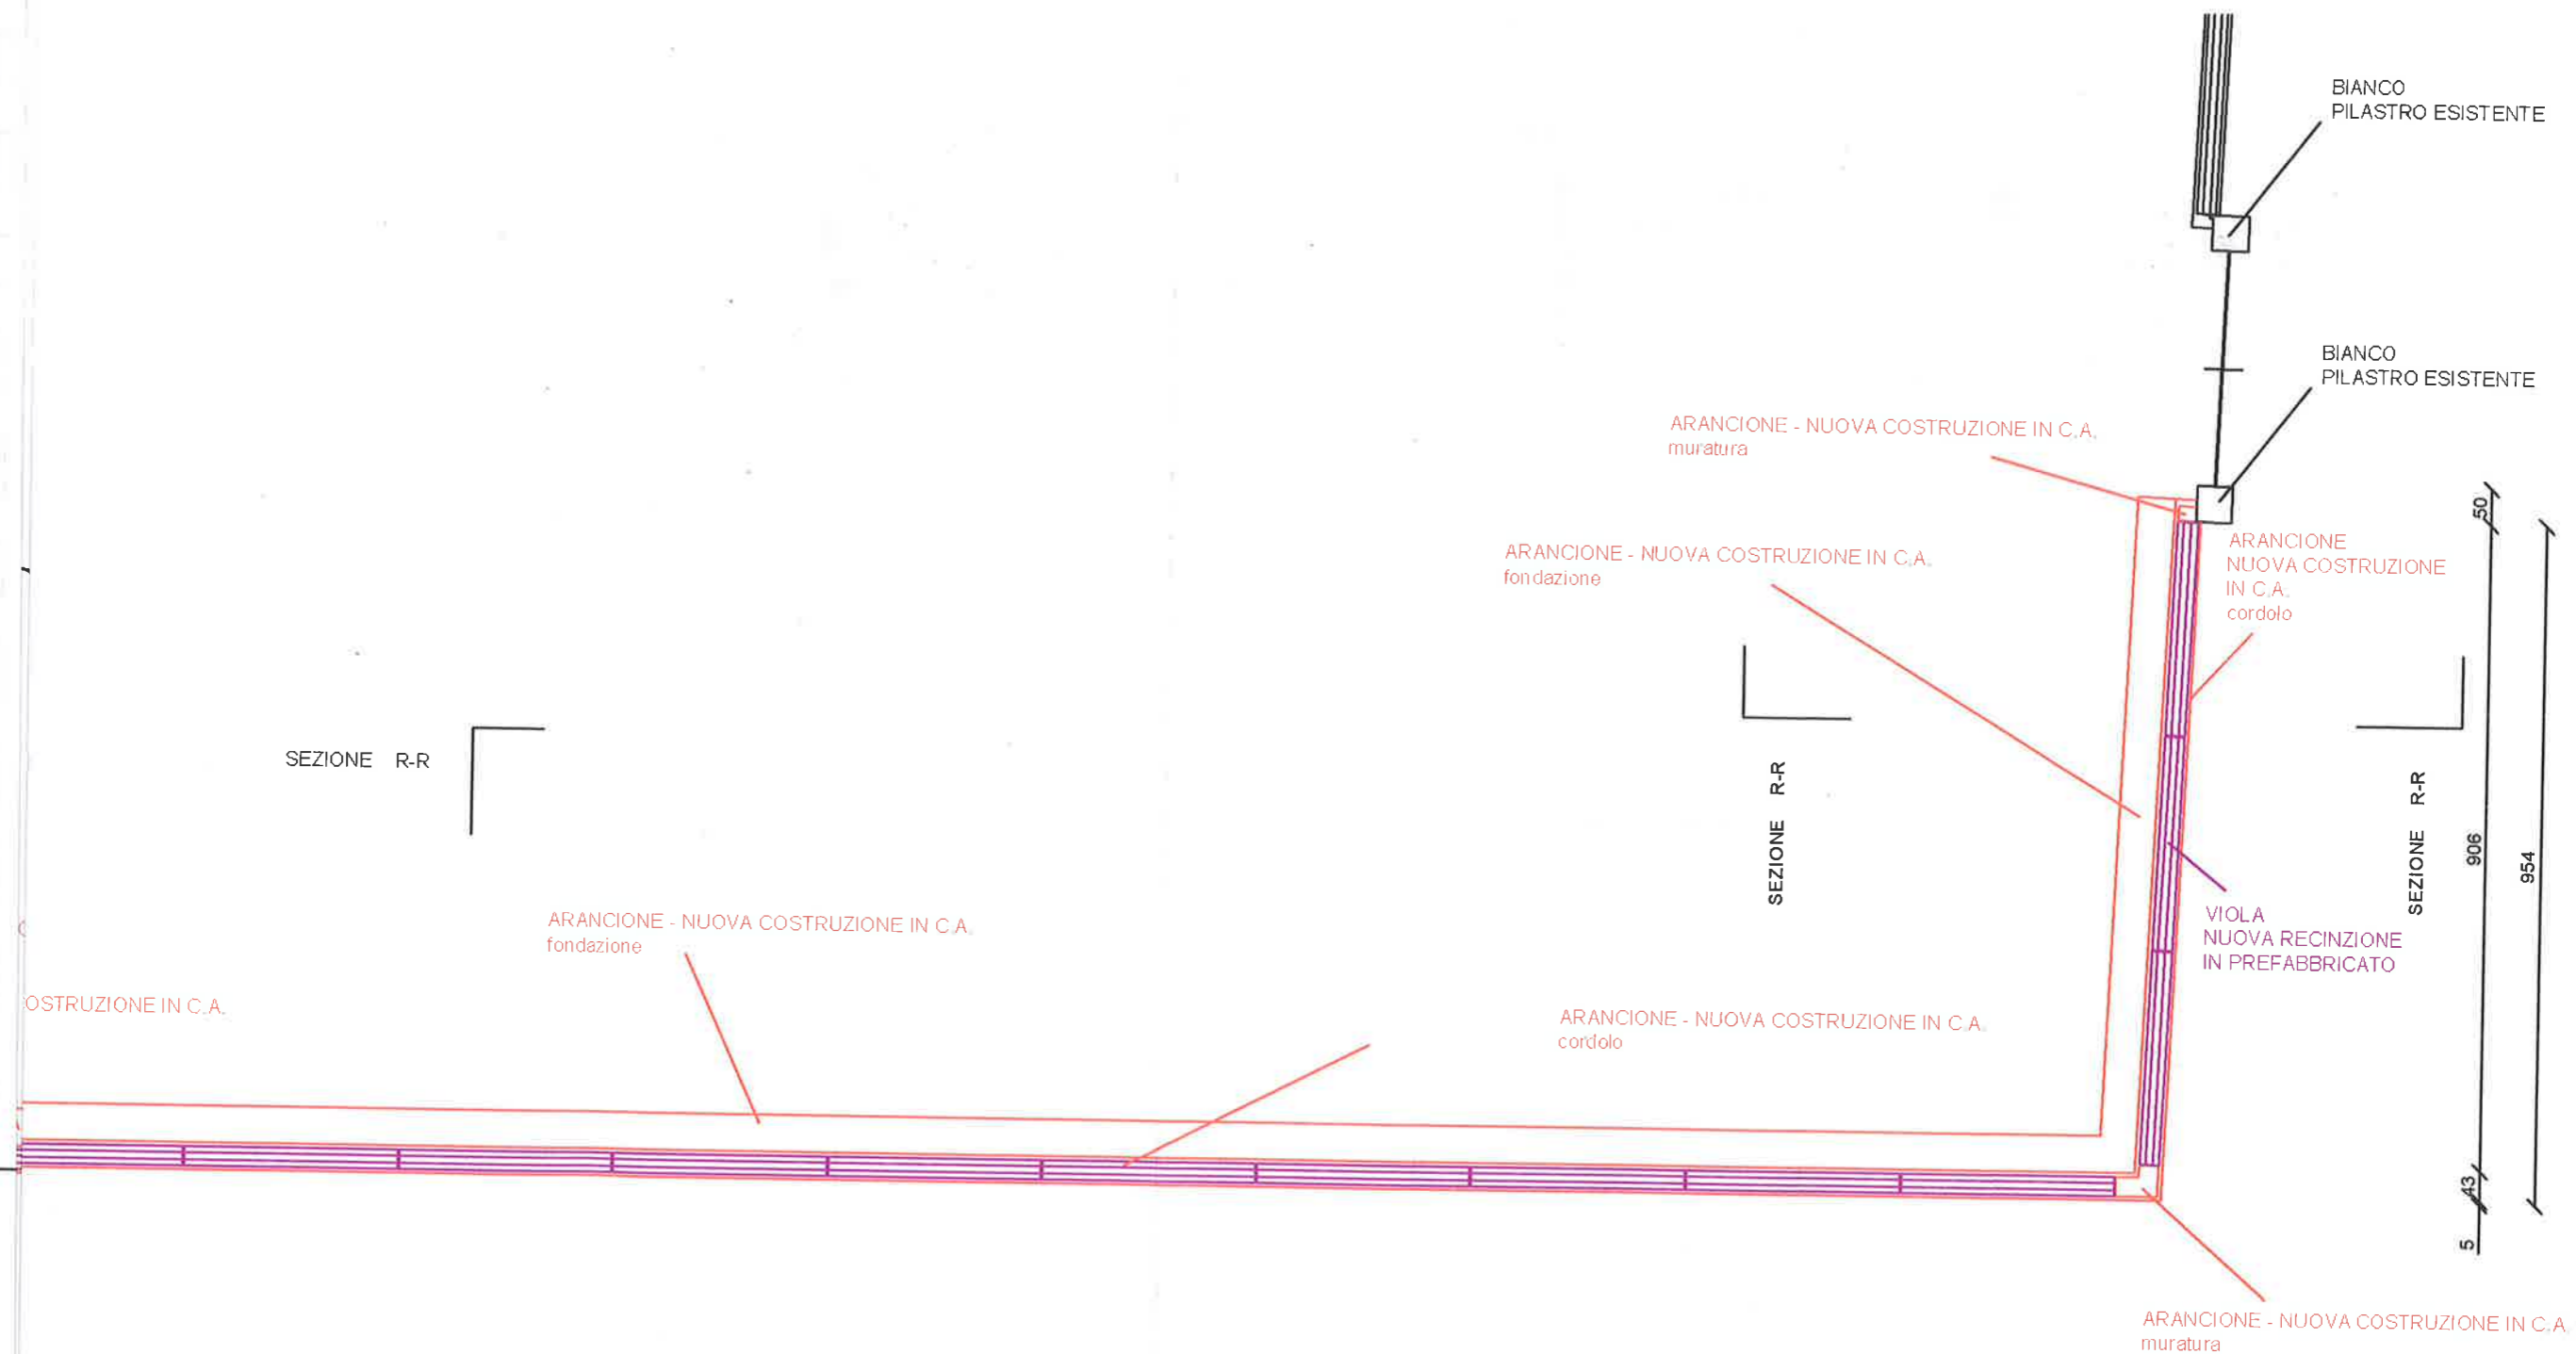 BIANCO
PILASTRO ESISTENTE
BIANCO
PILASTRO ESISTENTE
ARANCIONE - NUOVA COSTRUZIONE IN C.A.
muratura
50
ARANCIONE - NUOVA COSTRUZIONE IN C.A.
fondazione
ARANCIONE
NUOVA COSTRUZIONE
IN C.A.
cordolo
SEZIONE R-R
SEZIONE R-R
SEZIONE R-R
906
954
VIOLA
NUOVA RECINZIONE
IN PREFABBRICATO
ARANCIONE - NUOVA COSTRUZIONE IN C.A.
fondazione
OSTRUZIONE IN C.A.
ARANCIONE - NUOVA COSTRUZIONE IN C.A.
cordolo
43
5
ARANCIONE - NUOVA COSTRUZIONE IN C.A.
muratura